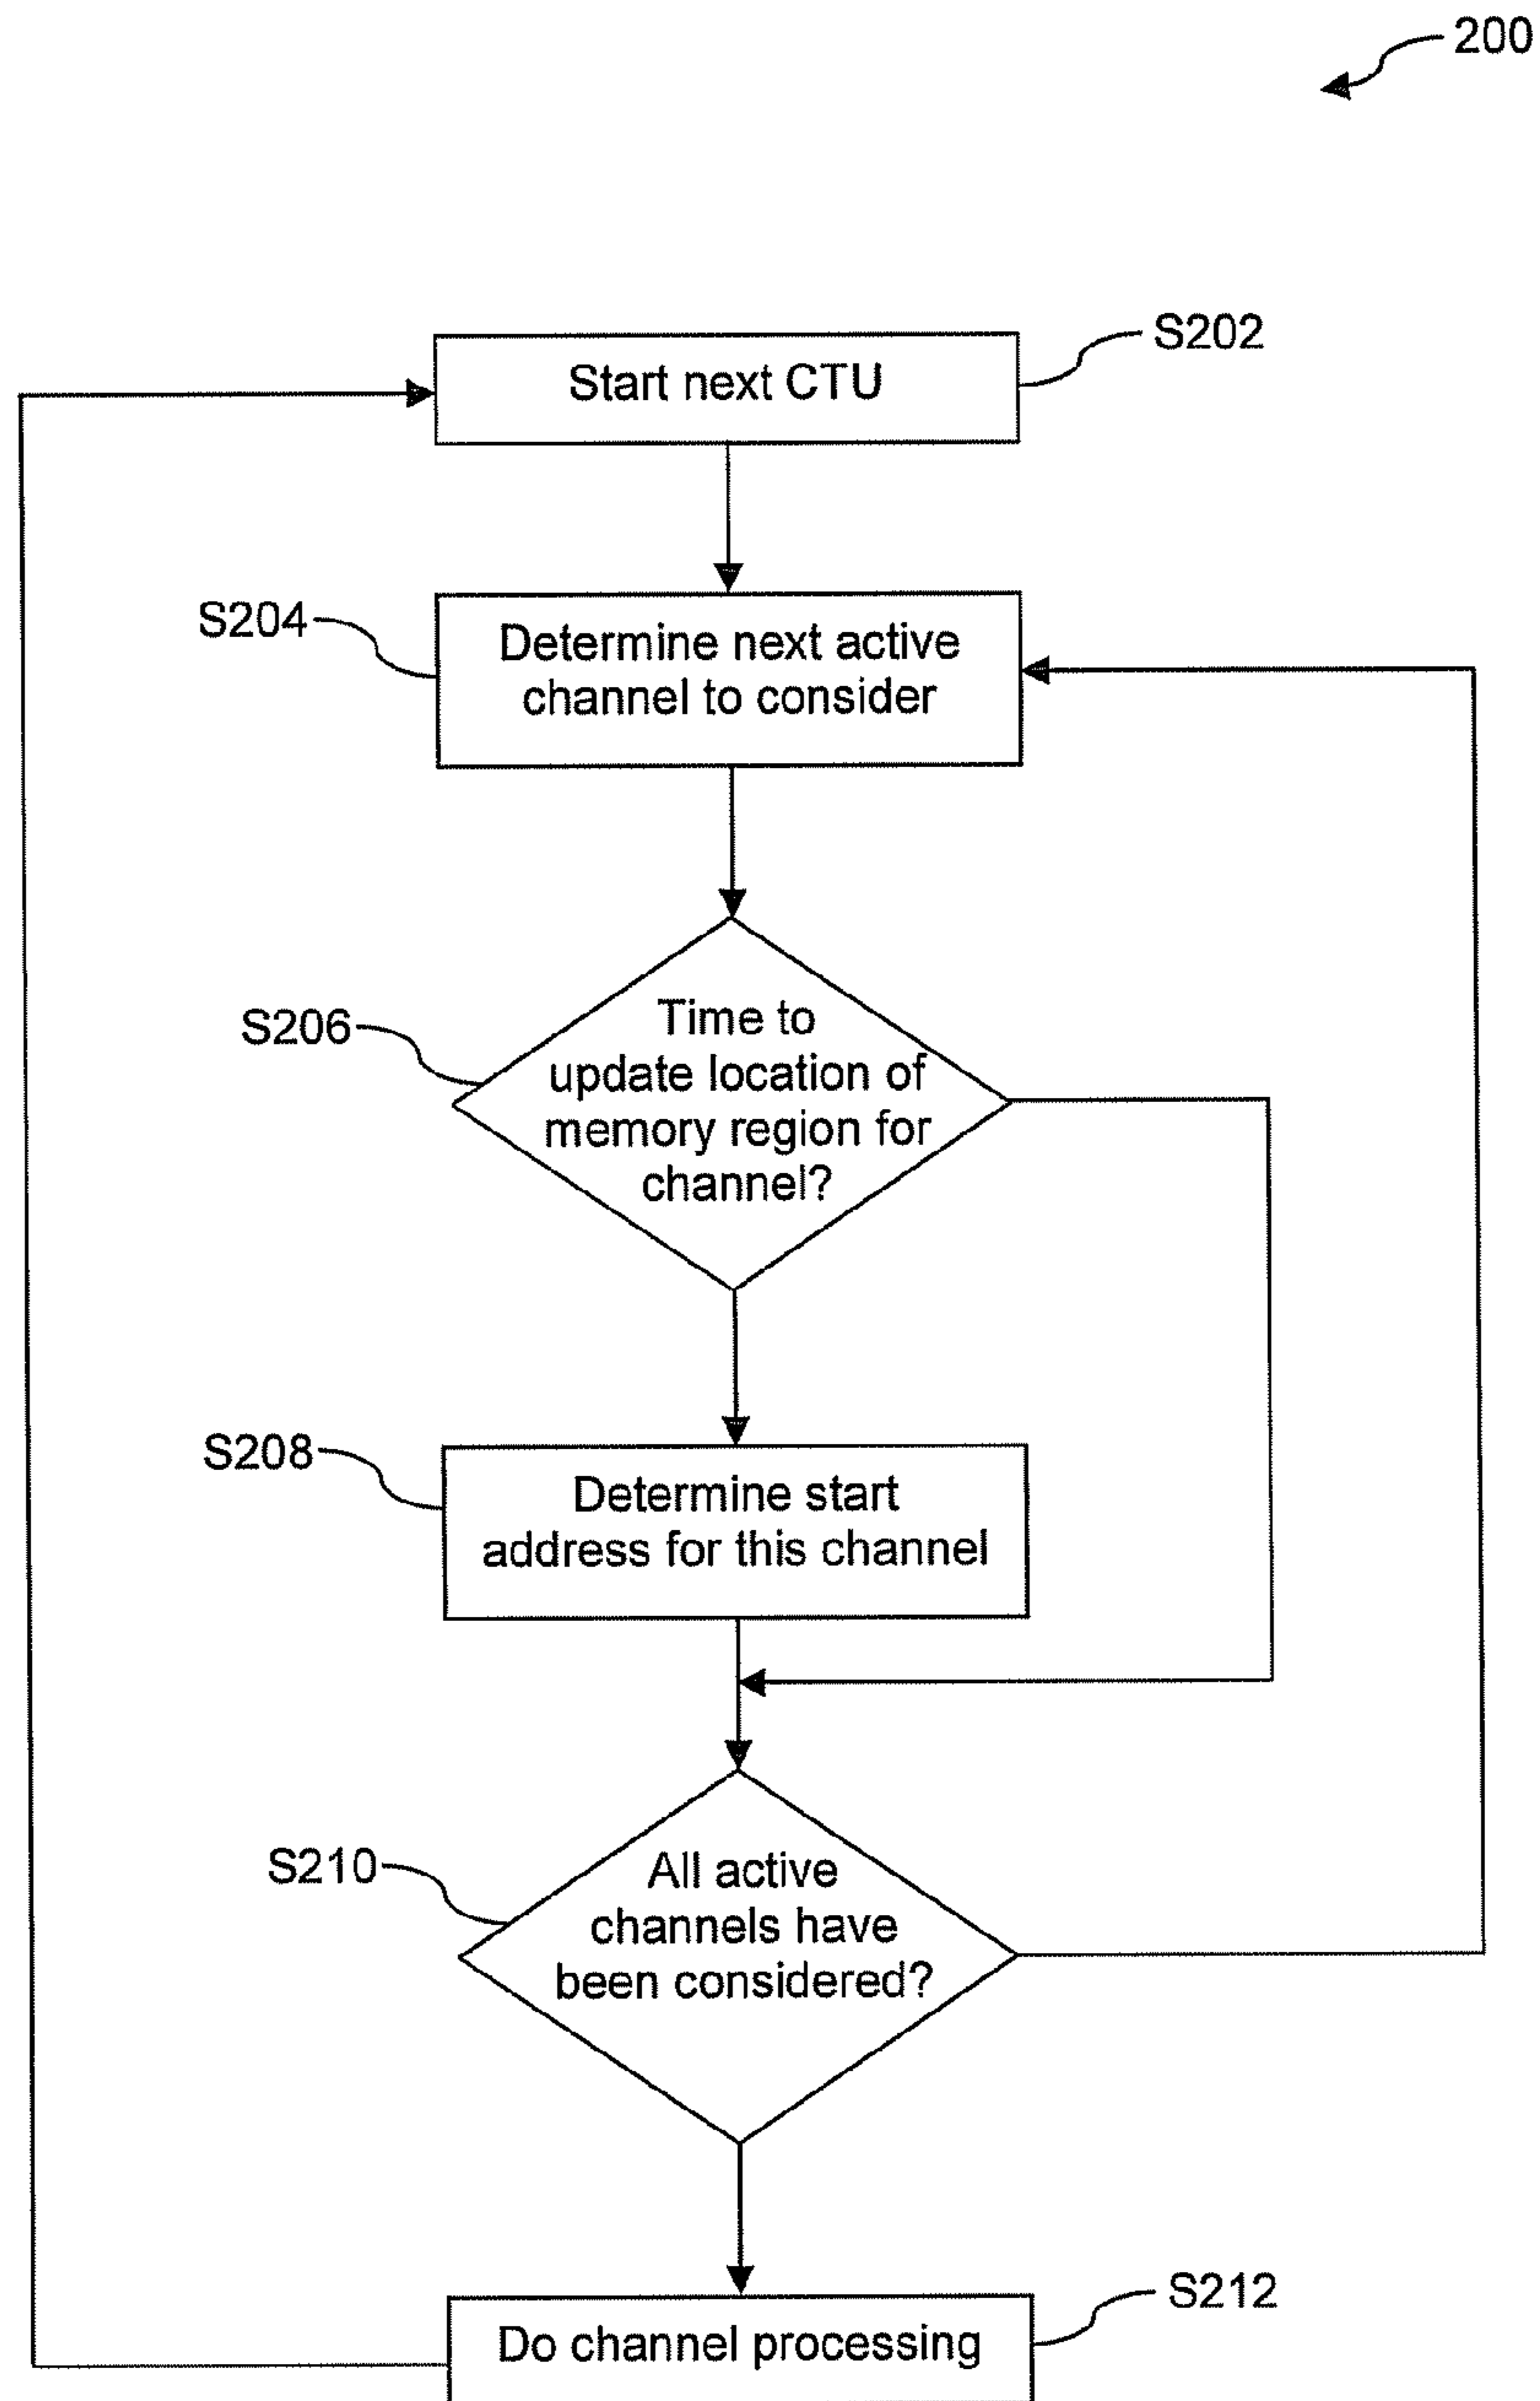 200
Start next CTU
S202
S204
Determine next active
channel to consider
S206
Time to
update location of
memory region for
channel?
S208
Determine start
address for this channel
S210
All active
channels have
been considered?
S212
Do channel processing